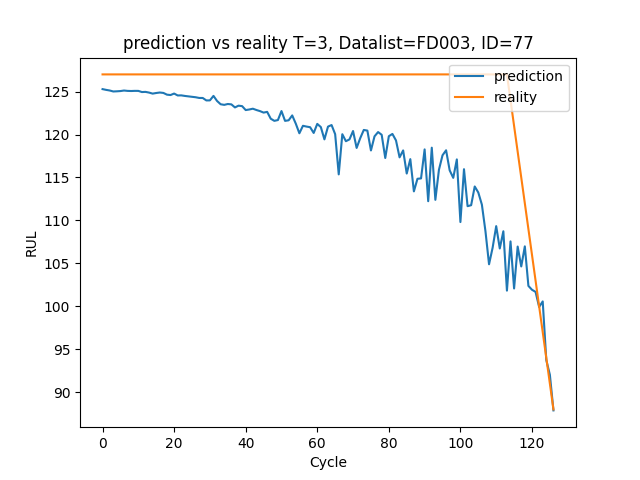 prediction vs reality T=3, Datalist=FD003, ID=77
prediction
reality
125
120
115
110
105
100
95
90
RUL
0 20 40 60 80 100 120
Cycle